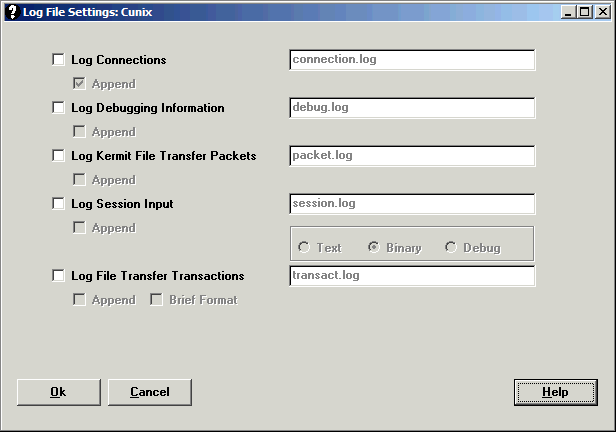 Log File Settings: Cunix
Log Connections connection.log
Append
Log Debugging Information debug.log
Append
Log Kermit File Transfer Packets packet.log
Append
Log Session Input session.log
Append
Text Binary Debug
Log File Transfer Transactions transact.log
Append Brief Format
Ok Cancel Help